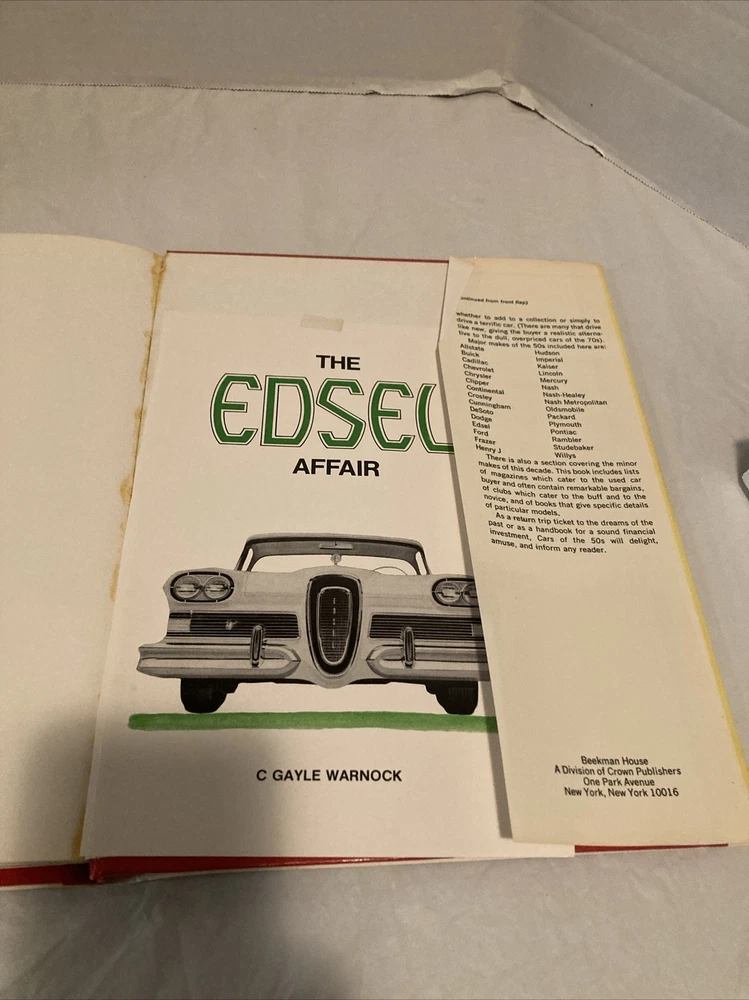 THE
EDSEL
AFFAIR
C GAYLE WARNOCK
ontinued from front flap)
whether to add to a collection or simply to
drive a terrific car. (There are many that drive
like new, giving the buyer a realistic alterna-
tive to the dull, overpriced cars of the 70s).
Major makes of the 50s included here are:
Allstate
Buick
Cadillac
Chevrolet
Chrysler
Clipper
Continental
Crosley
Cunningham
DeSoto
Dodge
Edsel
Ford
Frazer
Henry J
Hudson
Imperial
Kaiser
Lincoln
Mercury
Nash
Nash-Healey
Nash Metropolitan
Oldsmobile
Packard
Plymouth
Pontiac
Rambler
Studebaker
Willys
There is also a section covering the minor
makes of this decade. This book includes lists
of magazines which cater to the used car
buyer and often contain remarkable bargains,
of clubs which cater to the buff and to the
novice, and of books that give specific details
of particular models.
As a return trip ticket to the dreams of the
past or as a handbook for a sound financial
investment, Cars of the 50s will delight,
amuse, and inform any reader.
Beekman House
A Division of Crown Publishers
One Park Avenue
New York, New York 10016